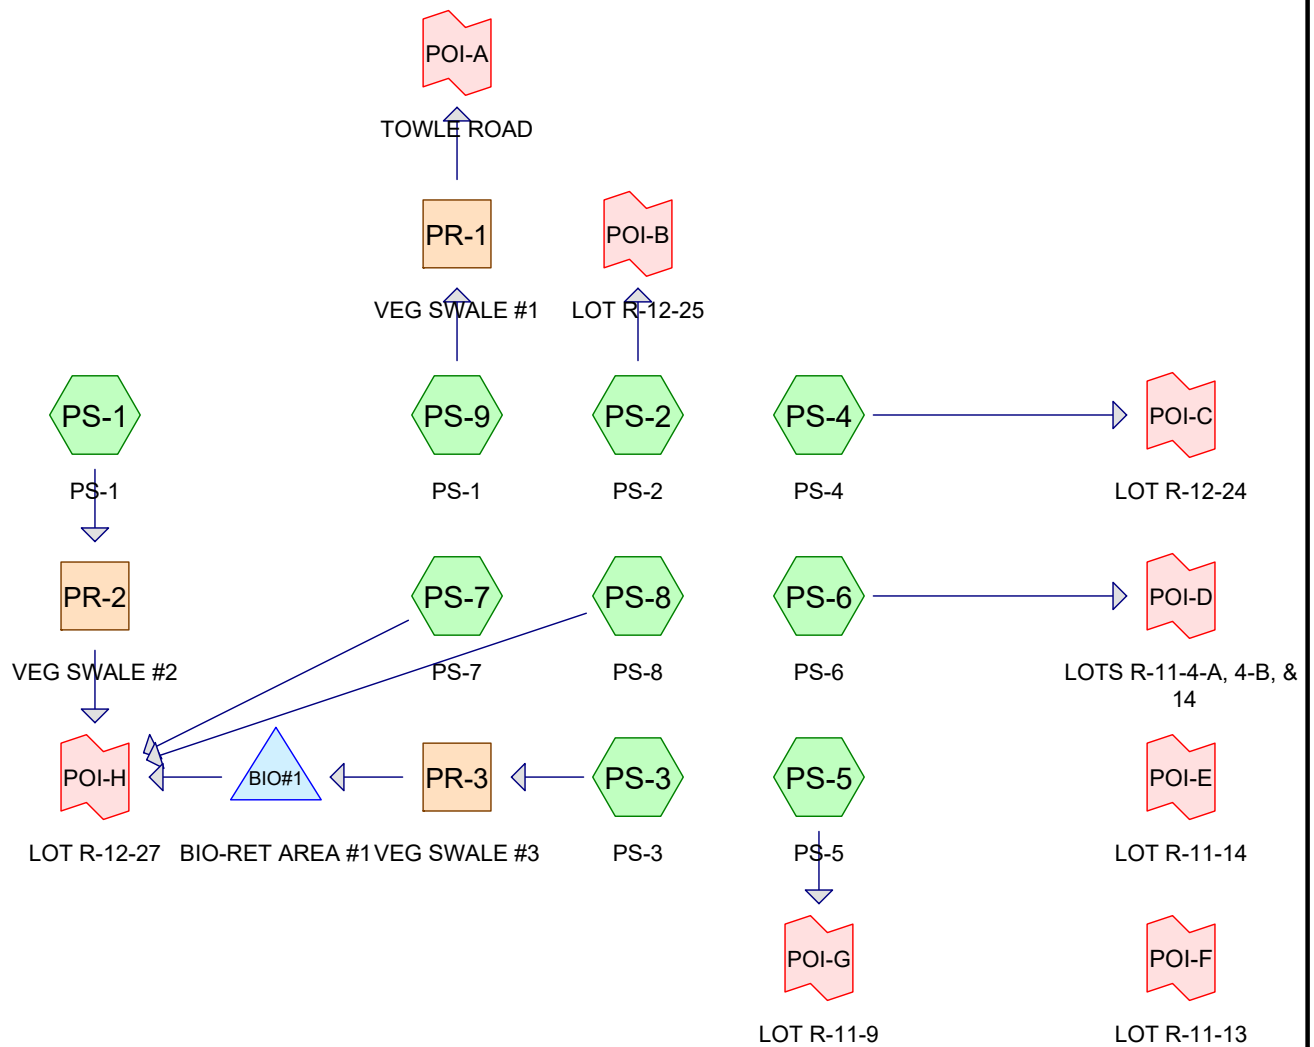 POI-A
TOWLE ROAD
PR-1
POI-B
VEG SWALE #1
LOT R-12-25
PS-1
PS-9
PS-2
PS-4
POI-C
PS-1
PS-1
PS-2
PS-4
LOT R-12-24
PR-2
PS-7
PS-8
PS-6
POI-D
VEG SWALE #2
PS-7
PS-8
PS-6
LOTS R-11-4-A, 4-B, &
14
POI-H
BIO#1
PR-3
PS-3
PS-5
POI-E
LOT R-12-27
BIO-RET AREA #1
VEG SWALE #3
PS-3
PS-5
LOT R-11-14
POI-G
POI-F
LOT R-11-9
LOT R-11-13